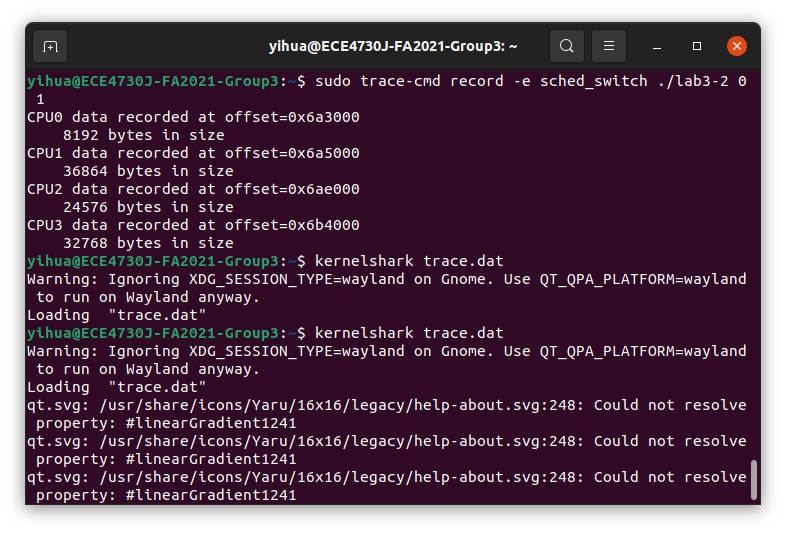 yihua@ECE4730J-FA2021-Group3: ~
yihua@ECE4730J-FA2021-Group3:~$ sudo trace-cmd record -e sched_switch ./lab3-2 0
 1
CPU0 data recorded at offset=0x6a3000
    8192 bytes in size
CPU1 data recorded at offset=0x6a5000
    36864 bytes in size
CPU2 data recorded at offset=0x6ae000
    24576 bytes in size
CPU3 data recorded at offset=0x6b4000
    32768 bytes in size
yihua@ECE4730J-FA2021-Group3:~$ kernelshark trace.dat
Warning: Ignoring XDG_SESSION_TYPE=wayland on Gnome. Use QT_QPA_PLATFORM=wayland
 to run on Wayland anyway.
Loading  "trace.dat"
yihua@ECE4730J-FA2021-Group3:~$ kernelshark trace.dat
Warning: Ignoring XDG_SESSION_TYPE=wayland on Gnome. Use QT_QPA_PLATFORM=wayland
 to run on Wayland anyway.
Loading  "trace.dat"
qt.svg: /usr/share/icons/Yaru/16x16/legacy/help-about.svg:248: Could not resolve
 property: #linearGradient1241
qt.svg: /usr/share/icons/Yaru/16x16/legacy/help-about.svg:248: Could not resolve
 property: #linearGradient1241
qt.svg: /usr/share/icons/Yaru/16x16/legacy/help-about.svg:248: Could not resolve
 property: #linearGradient1241